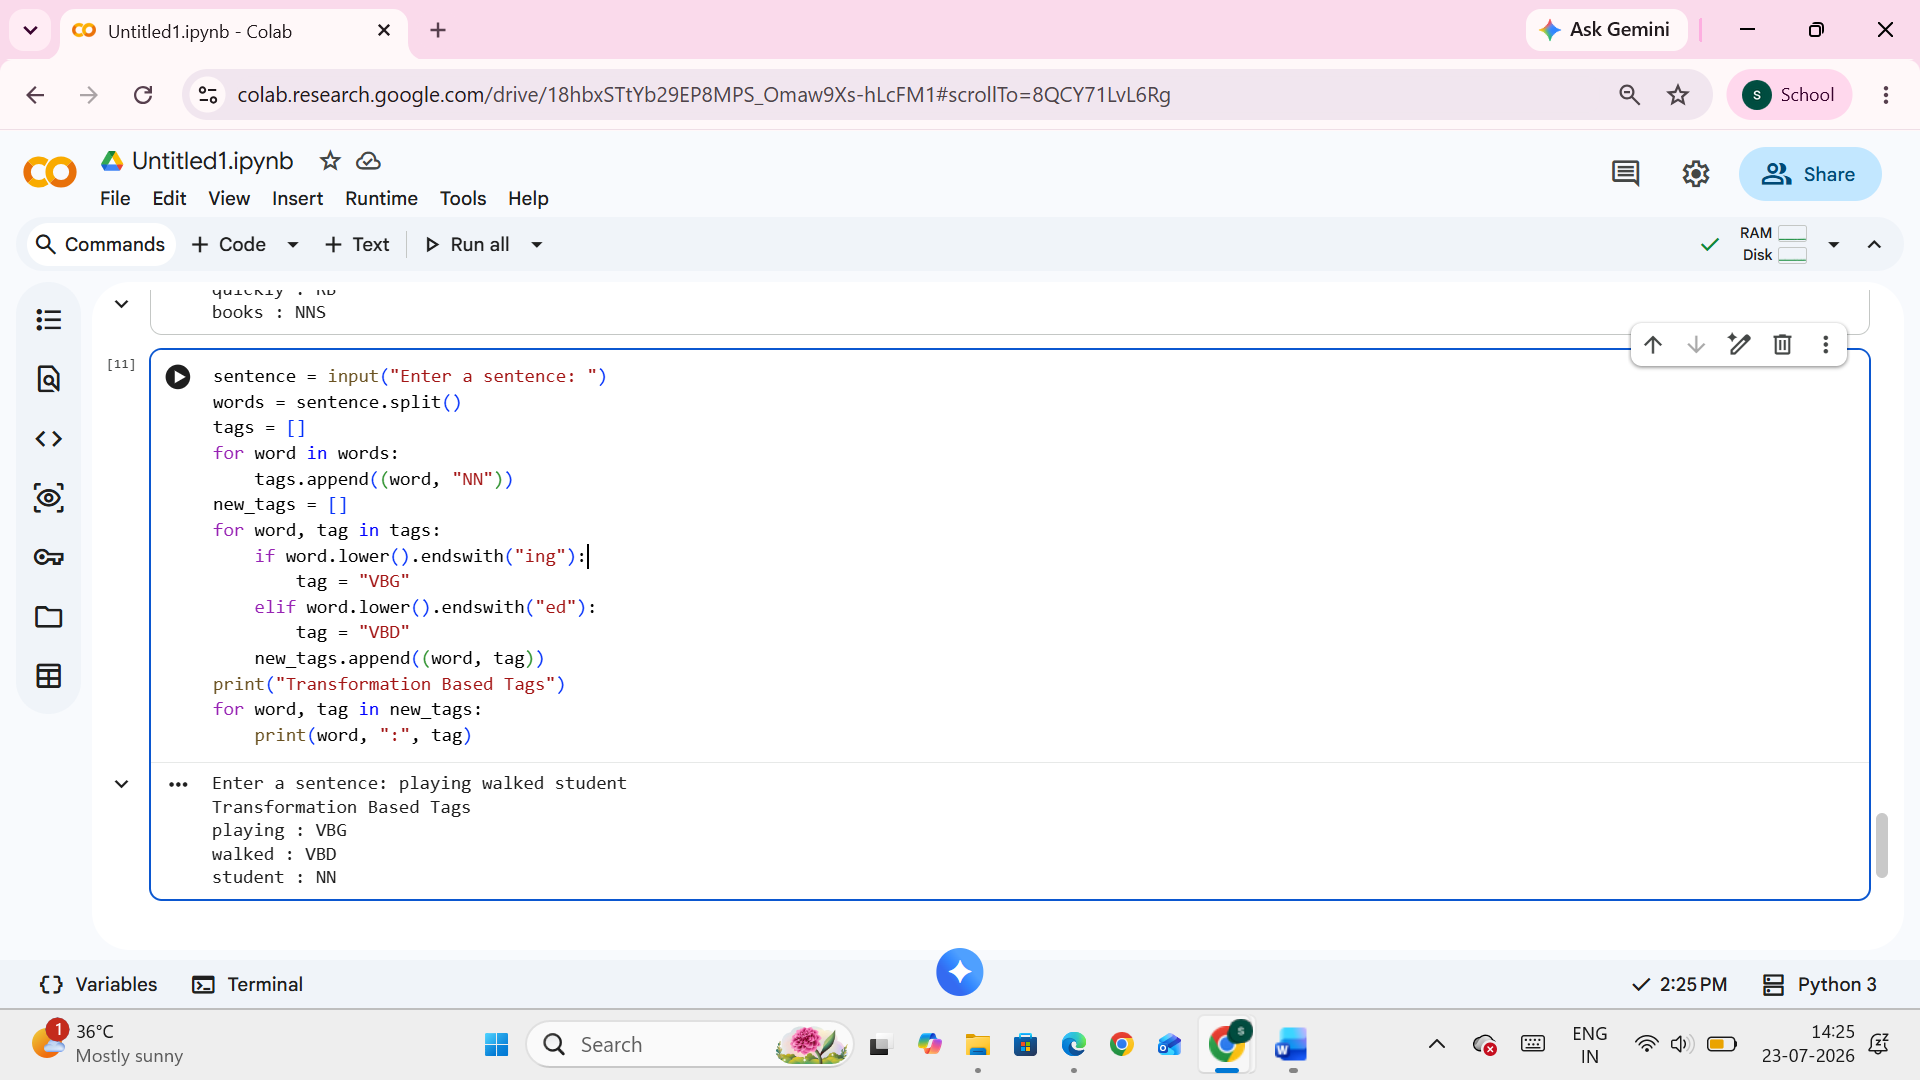 Untitled1.ipynb - Colab
Ask Gemini
colab.research.google.com/drive/18hbxSTtYb29EP8MPS_Omaw9Xs-hLcFM1#scrollTo=8QCY71LvL6Rg
S School
Untitled1.ipynb
File Edit View Insert Runtime Tools Help
Share
Commands + Code + Text Run all
RAM
Disk
quickly : RB
books : NNS
[11]
sentence = input("Enter a sentence: ")
words = sentence.split()
tags = []
for word in words:
    tags.append((word, "NN"))
new_tags = []
for word, tag in tags:
    if word.lower().endswith("ing"):
        tag = "VBG"
    elif word.lower().endswith("ed"):
        tag = "VBD"
    new_tags.append((word, tag))
print("Transformation Based Tags")
for word, tag in new_tags:
    print(word, ":", tag)
Enter a sentence: playing walked student
Transformation Based Tags
playing : VBG
walked : VBD
student : NN
Variables Terminal
2:25 PM Python 3
1
36°C
Mostly sunny
Search
S
W
ENG
IN
14:25
23-07-2026